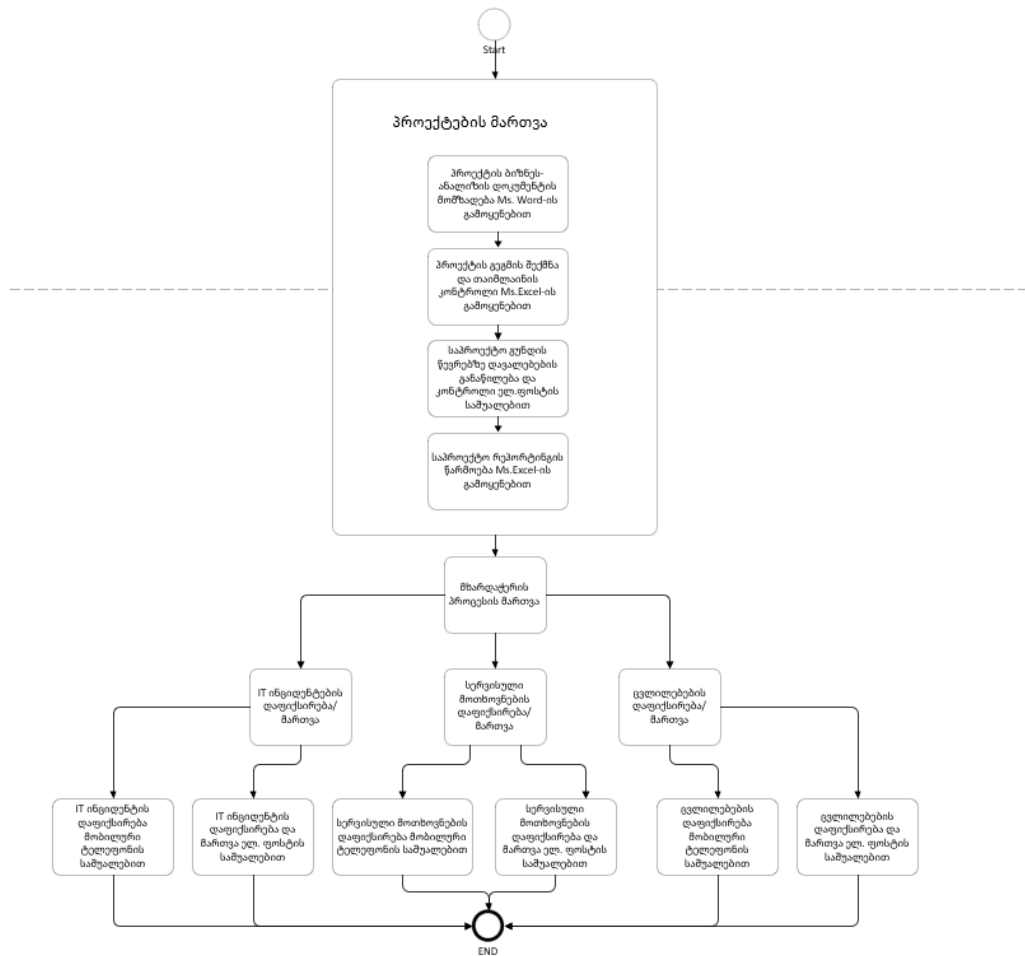 Start
პროექტების მართვა
პროექტის ბიზნეს-
ანალიზის დოკუმენტის
მომზადება Ms. Word-ის
გამოყენებით
პროექტის გეგმის შექმნა
და თაიმლაინის
კონტროლი Ms.Excel-ის
გამოყენებით
საპროექტო გუნდის
წევრებზე დავალებების
განაწილება და
კონტროლი ელ.ფოსტის
საშუალებით
საპროექტო რეპორტინგის
წარმოება Ms.Excel-ის
გამოყენებით
მხარდაჭერის
პროცესის მართვა
IT ინციდენტების
დაფიქსირება/
მართვა
სერვისული
მოთხოვნების
დაფიქსირება/
მართვა
ცვლილებების
დაფიქსირება/
მართვა
IT ინციდენტის
დაფიქსირება
მობილური
ტელეფონის
საშუალებით
IT ინციდენტის
დაფიქსირება და
მართვა ელ. ფოსტის
საშუალებით
სერვისული მოთხოვნების
დაფიქსირება მობილური
ტელეფონის საშუალებით
სერვისული
მოთხოვნების
დაფიქსირება და
მართვა ელ. ფოსტის
საშუალებით
ცვლილებების
დაფიქსირება
მობილური
ტელეფონის
საშუალებით
ცვლილებების
დაფიქსირება და
მართვა ელ. ფოსტის
საშუალებით
END